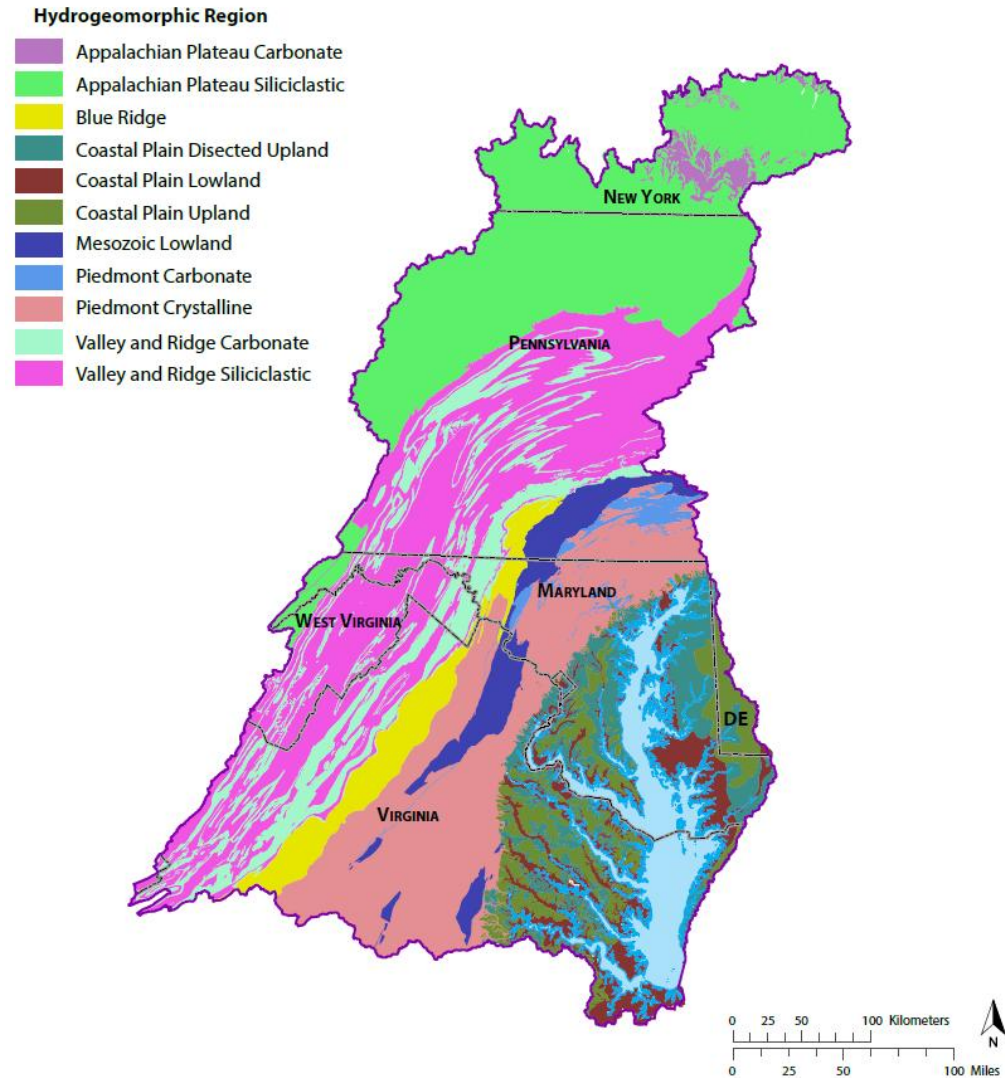 Hydrogeomorphic Region
Appalachian Plateau Carbonate
Appalachian Plateau Siliciclastic
Blue Ridge
Coastal Plain Disected Upland
Coastal Plain Lowland
Coastal Plain Upland
Mesozoic Lowland
Piedmont Carbonate
Piedmont Crystalline
Valley and Ridge Carbonate
Valley and Ridge Siliciclastic
NEW YORK
PENNSYLVANIA
MARYLAND
WEST VIRGINIA
DE
VIRGINIA
0 25 50 100 Kilometers
N
0 25 50 100 Miles